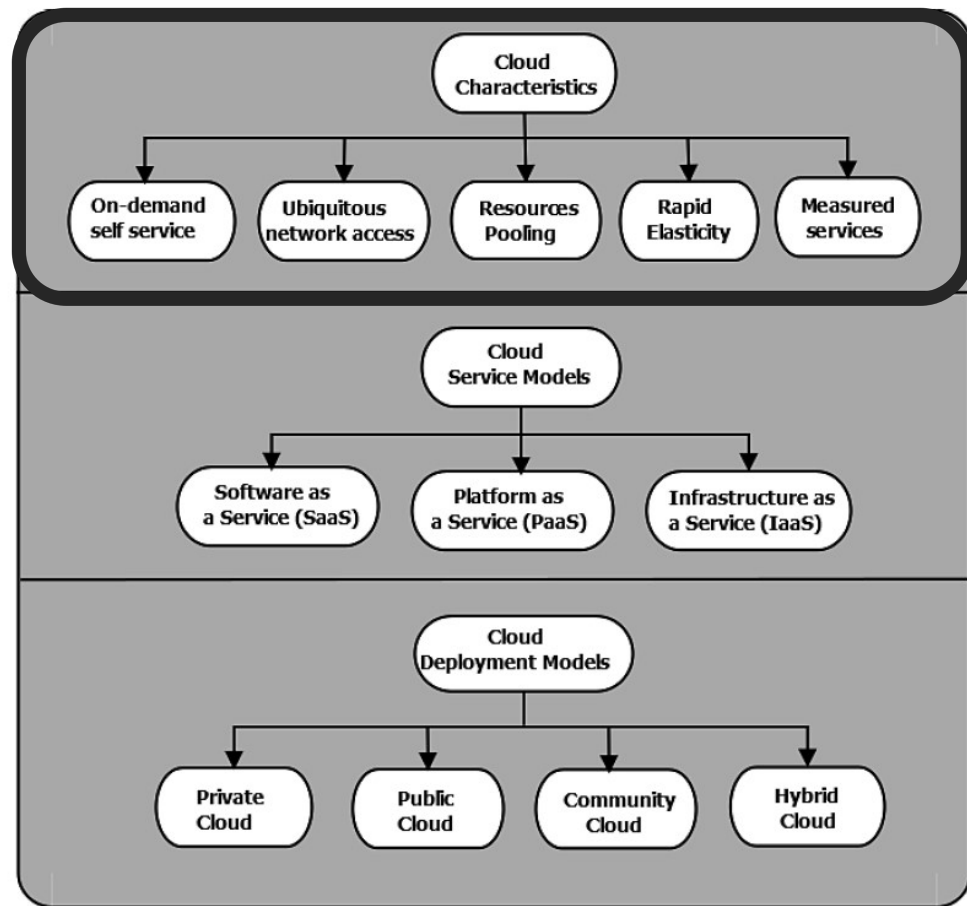 Cloud
Characteristics
On-demand
self service
Ubiquitous
network access
Resources
Pooling
Rapid
Elasticity
Measured
services
Cloud
Service Models
Software as
a Service (SaaS)
Platform as
a Service (PaaS)
Infrastructure as
a Service (IaaS)
Cloud
Deployment Models
Private
Cloud
Public
Cloud
Community
Cloud
Hybrid
Cloud